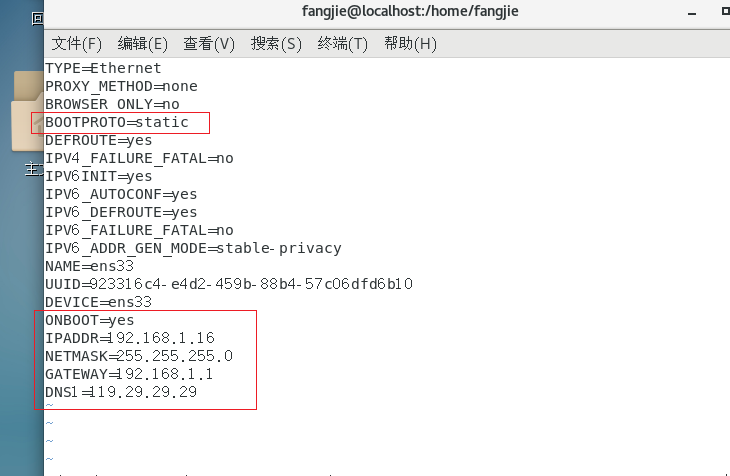 fangjie@localhost:/home/fangjie
回
文件(F) 编辑(E) 查看(V) 搜索(S) 终端(T) 帮助(H)
TYPE=Ethernet
PROXY_METHOD=none
BROWSER_ONLY=no
BOOTPROTO=static
DEFROUTE=yes
IPV4_FAILURE_FATAL=no
主
IPV6INIT=yes
IPV6_AUTOCONF=yes
IPV6_DEFROUTE=yes
IPV6_FAILURE_FATAL=no
IPV6_ADDR_GEN_MODE=stable-privacy
NAME=ens33
UUID=923316c4-e4d2-459b-88b4-57c06dfd6b10
DEVICE=ens33
ONBOOT=yes
IPADDR=192.168.1.16
NETMASK=255.255.255.0
GATEWAY=192.168.1.1
DNS1=119.29.29.29
~
~
~
~